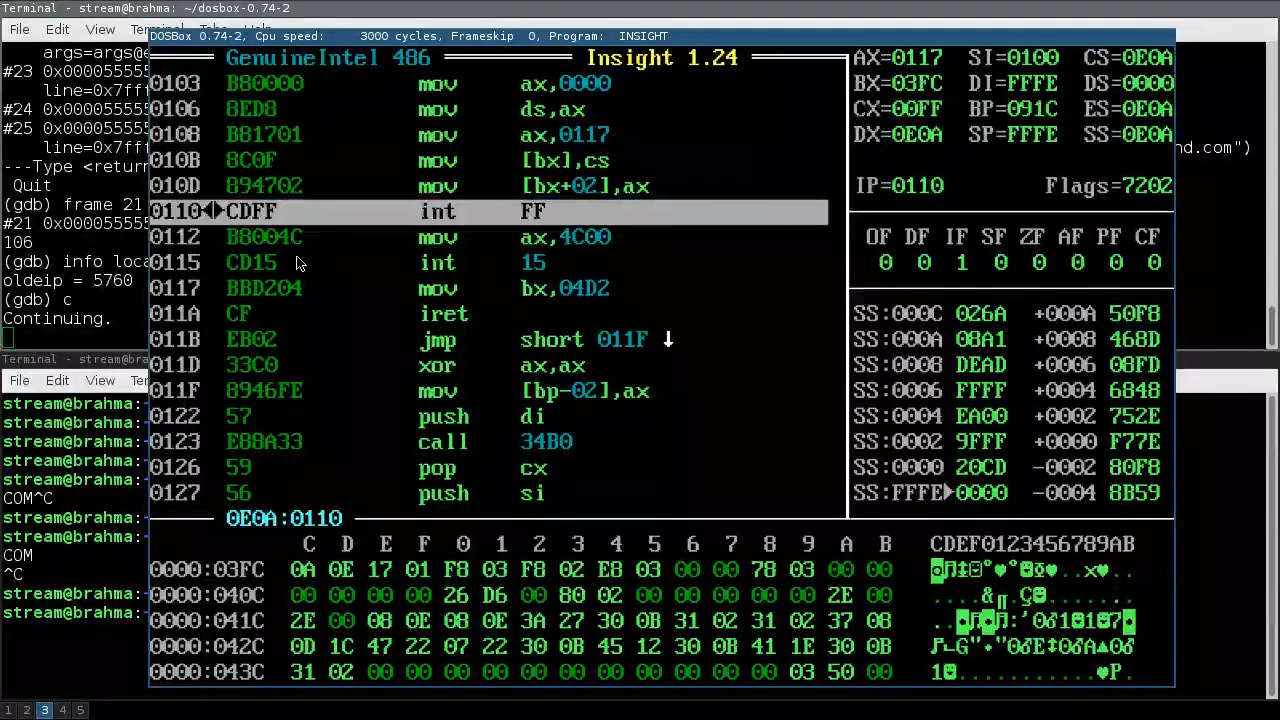 Terminal - stream@brahma: ~/dosbox-0.74-2
File Edit View
args=args@e
#23 0x000055555
line=0x7fff
#24 0x000055555
#25 0x000055555
line=0x7fff
---Type <return
Quit
(gdb) frame 21
#21 0x000055555
106
(gdb) info loca
oldeip = 5760
(gdb) c
Continuing.
nd.com")
Terminal - stream@bra
File Edit View
stream@brahma:
stream@brahma:
stream@brahma:
stream@brahma:
stream@brahma:
COM^C
stream@brahma:
stream@brahma:
COM
^C
stream@brahma:
stream@brahma:
1 2 3 4 5
DOSBox 0.74-2, Cpu speed: 3000 cycles, Frameskip 0, Program: INSIGHT
GenuineIntel 486 Insight 1.24
0103 B80000 mov ax,0000
0106 8ED8 mov ds,ax
0108 B81701 mov ax,0117
010B 8C0F mov [bx],cs
010D 894702 mov [bx+02],ax
0110 CDFF int FF
0112 B8004C mov ax,4C00
0115 CD15 int 15
0117 BBD204 mov bx,04D2
011A CF iret
011B EB02 jmp short 011F ↓
011D 33C0 xor ax,ax
011F 8946FE mov [bp-02],ax
0122 57 push di
0123 E88A33 call 34B0
0126 59 pop cx
0127 56 push si
AX=0117 SI=0100 CS=0E0A
BX=03FC DI=FFFE DS=0000
CX=00FF BP=091C ES=0E0A
DX=0E0A SP=FFFE SS=0E0A
IP=0110 Flags=7202
OF DF IF SF ZF AF PF CF
0 0 1 0 0 0 0 0
SS:000C 026A +000A 50F8
SS:000A 08A1 +0008 468D
SS:0008 DEAD +0006 08FD
SS:0006 FFFF +0004 6848
SS:0004 EA00 +0002 752E
SS:0002 9FFF +0000 F77E
SS:0000 20CD -0002 80F8
SS:FFFE 0000 -0004 8B59
0E0A:0110
C D E F 0 1 2 3 4 5 6 7 8 9 A B CDEF0123456789AB
0000:03FC 0A 0E 17 01 F8 03 F8 02 E8 03 00 00 78 03 00 00
0000:040C 00 00 00 00 26 D6 00 80 02 00 00 00 00 00 2E 00
0000:041C 2E 00 08 0E 08 0E 3A 27 30 0B 31 02 31 02 37 08
0000:042C 0D 1C 47 22 07 22 30 0B 45 12 30 0B 41 1E 30 0B
0000:043C 31 02 00 00 00 00 00 00 00 00 00 00 00 03 50 00